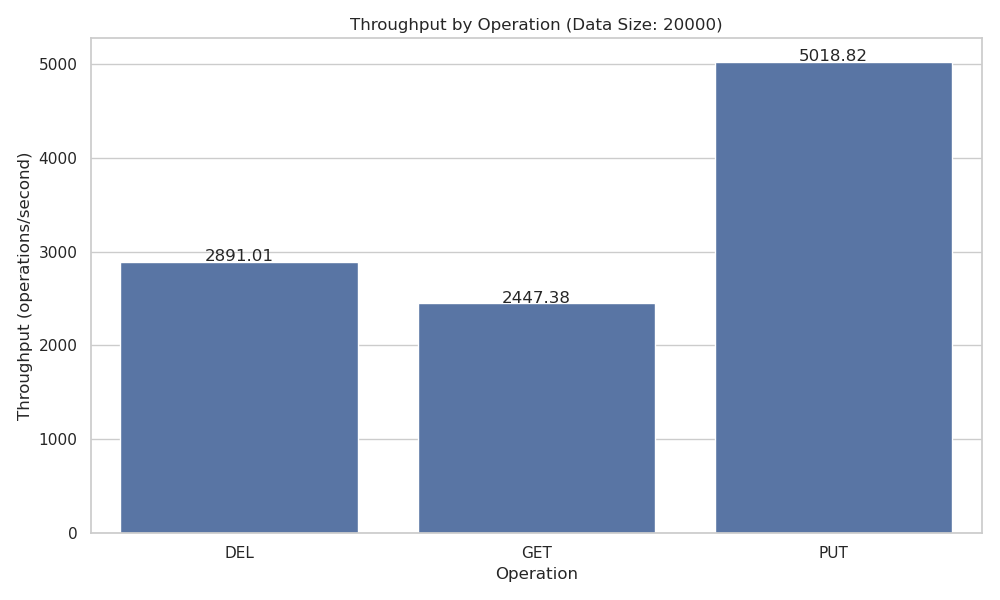 Throughput by Operation (Data Size: 20000)
Throughput (operations/second)
5000
4000
3000
2000
1000
0
2891.01
2447.38
5018.82
DEL
GET
PUT
Operation